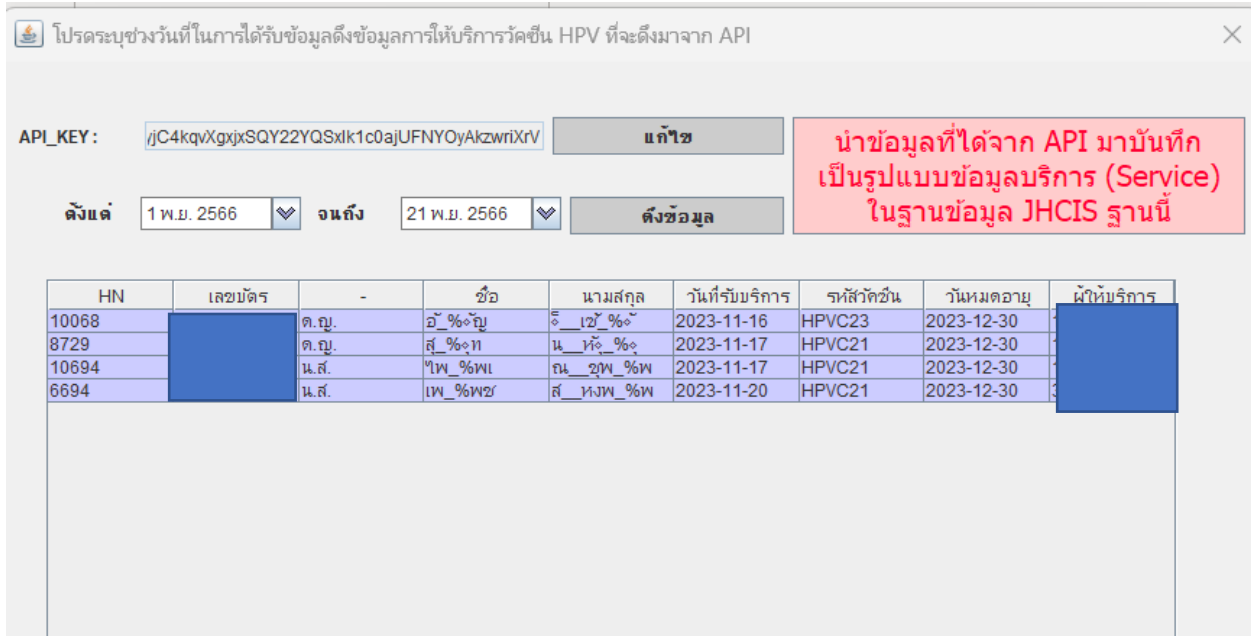 โปรดระบุช่วงวันที่ในการได้รับข้อมูลดึงข้อมูลการให้บริการวัคซีน HPV ที่จะดึงมาจาก API
API_KEY : jC4kqvXgxjxSQY22YQSxlk1c0ajUFNYOyAkzwriXrV แก้ไข
นำข้อมูลที่ได้จาก API มาบันทึก
เป็นรูปแบบข้อมูลบริการ (Service)
ในฐานข้อมูล JHCIS ฐานนี้
ตั้งแต่ 1 พ.ย. 2566 จนถึง 21 พ.ย. 2566 ดึงข้อมูล
HN เลขบัตร - ชื่อ นามสกุล วันที่รับบริการ รหัสวัคซีน วันหมดอายุ ผู้ให้บริการ
10068 ด.ญ. 2023-11-16 HPVC23 2023-12-30
8729 ด.ญ. 2023-11-17 HPVC21 2023-12-30
10694 น.ส. 2023-11-17 HPVC21 2023-12-30
6694 น.ส. 2023-11-20 HPVC21 2023-12-30